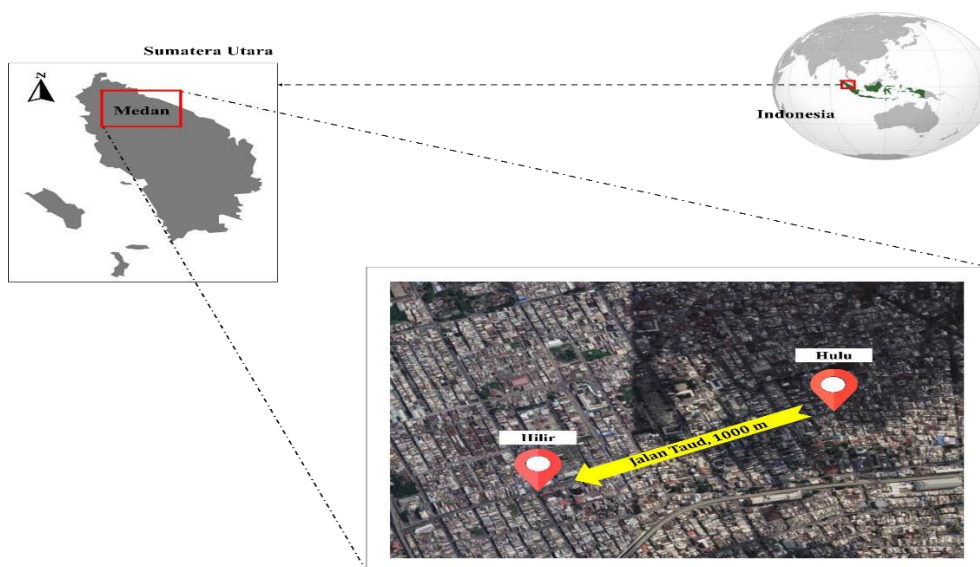 Sumatera Utara
N
Medan
Indonesia
Hulu
Hilir
Jalan Taud, 1000 m